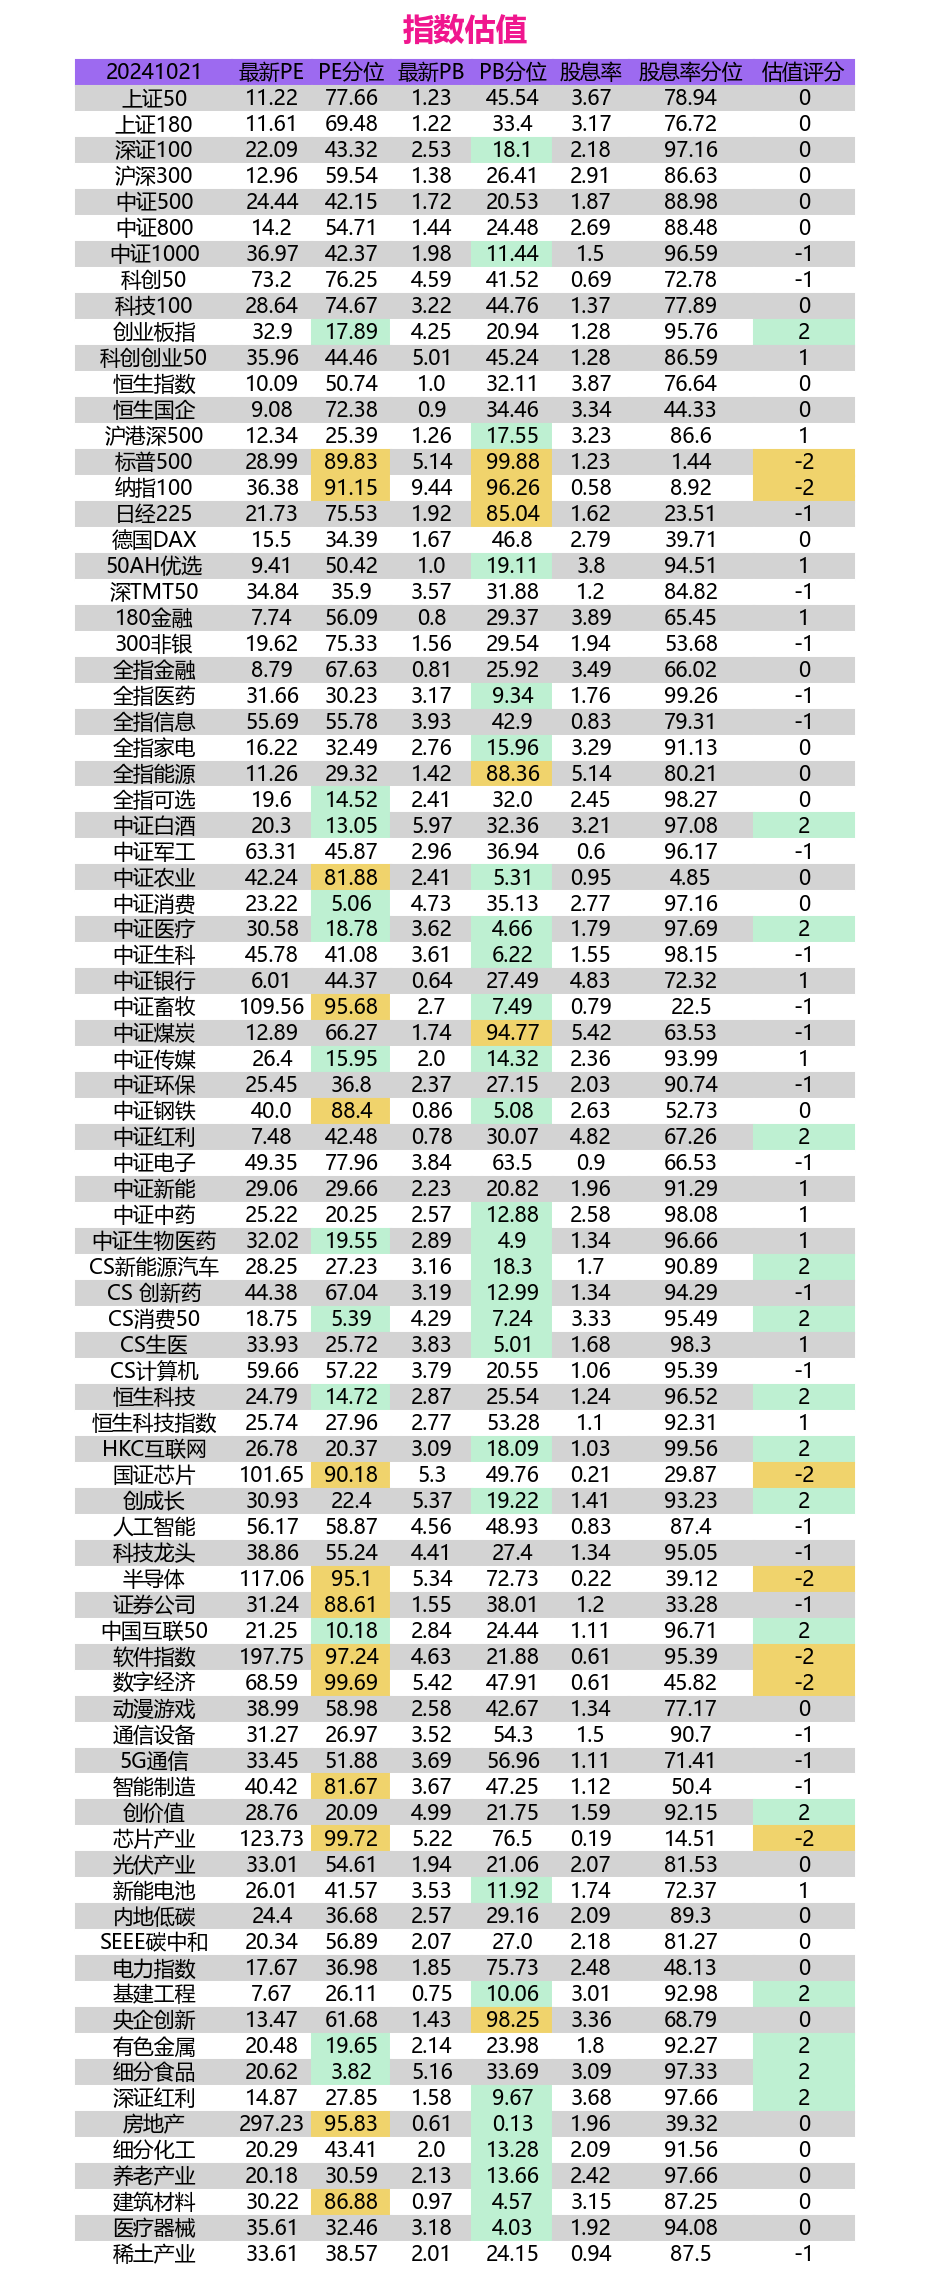 指数估值
20241021 最新PE PE分位 最新PB PB分位 股息率 股息率分位 估值评分
上证50 11.22 77.66 1.23 45.54 3.67 78.94 0
上证180 11.61 69.48 1.22 33.4 3.17 76.72 0
深证100 22.09 43.32 2.53 18.1 2.18 97.16 0
沪深300 12.96 59.54 1.38 26.41 2.91 86.63 0
中证500 24.44 42.15 1.72 20.53 1.87 88.98 0
中证800 14.2 54.71 1.44 24.48 2.69 88.48 0
中证1000 36.97 42.37 1.98 11.44 1.5 96.59 -1
科创50 73.2 76.25 4.59 41.52 0.69 72.78 -1
科技100 28.64 74.67 3.22 44.76 1.37 77.89 0
创业板指 32.9 17.89 4.25 20.94 1.28 95.76 2
科创创业50 35.96 44.46 5.01 45.24 1.28 86.59 1
恒生指数 10.09 50.74 1.0 32.11 3.87 76.64 0
恒生国企 9.08 72.38 0.9 34.46 3.34 44.33 0
沪港深500 12.34 25.39 1.26 17.55 3.23 86.6 1
标普500 28.99 89.83 5.14 99.88 1.23 1.44 -2
纳指100 36.38 91.15 9.44 96.26 0.58 8.92 -2
日经225 21.73 75.53 1.92 85.04 1.62 23.51 -1
德国DAX 15.5 34.39 1.67 46.8 2.79 39.71 0
50AH优选 9.41 50.42 1.0 19.11 3.8 94.51 1
深TMT50 34.84 35.9 3.57 31.88 1.2 84.82 -1
180金融 7.74 56.09 0.8 29.37 3.89 65.45 1
300非银 19.62 75.33 1.56 29.54 1.94 53.68 -1
全指金融 8.79 67.63 0.81 25.92 3.49 66.02 0
全指医药 31.66 30.23 3.17 9.34 1.76 99.26 -1
全指信息 55.69 55.78 3.93 42.9 0.83 79.31 -1
全指家电 16.22 32.49 2.76 15.96 3.29 91.13 0
全指能源 11.26 29.32 1.42 88.36 5.14 80.21 0
全指可选 19.6 14.52 2.41 32.0 2.45 98.27 0
中证白酒 20.3 13.05 5.97 32.36 3.21 97.08 2
中证军工 63.31 45.87 2.96 36.94 0.6 96.17 -1
中证农业 42.24 81.88 2.41 5.31 0.95 4.85 0
中证消费 23.22 5.06 4.73 35.13 2.77 97.16 0
中证医疗 30.58 18.78 3.62 4.66 1.79 97.69 2
中证生科 45.78 41.08 3.61 6.22 1.55 98.15 -1
中证银行 6.01 44.37 0.64 27.49 4.83 72.32 1
中证畜牧 109.56 95.68 2.7 7.49 0.79 22.5 -1
中证煤炭 12.89 66.27 1.74 94.77 5.42 63.53 -1
中证传媒 26.4 15.95 2.0 14.32 2.36 93.99 1
中证环保 25.45 36.8 2.37 27.15 2.03 90.74 -1
中证钢铁 40.0 88.4 0.86 5.08 2.63 52.73 0
中证红利 7.48 42.48 0.78 30.07 4.82 67.26 2
中证电子 49.35 77.96 3.84 63.5 0.9 66.53 -1
中证新能 29.06 29.66 2.23 20.82 1.96 91.29 1
中证中药 25.22 20.25 2.57 12.88 2.58 98.08 1
中证生物医药 32.02 19.55 2.89 4.9 1.34 96.66 1
CS新能源汽车 28.25 27.23 3.16 18.3 1.7 90.89 2
CS 创新药 44.38 67.04 3.19 12.99 1.34 94.29 -1
CS消费50 18.75 5.39 4.29 7.24 3.33 95.49 2
CS生医 33.93 25.72 3.83 5.01 1.68 98.3 1
CS计算机 59.66 57.22 3.79 20.55 1.06 95.39 -1
恒生科技 24.79 14.72 2.87 25.54 1.24 96.52 2
恒生科技指数 25.74 27.96 2.77 53.28 1.1 92.31 1
HKC互联网 26.78 20.37 3.09 18.09 1.03 99.56 2
国证芯片 101.65 90.18 5.3 49.76 0.21 29.87 -2
创成长 30.93 22.4 5.37 19.22 1.41 93.23 2
人工智能 56.17 58.87 4.56 48.93 0.83 87.4 -1
科技龙头 38.86 55.24 4.41 27.4 1.34 95.05 -1
半导体 117.06 95.1 5.34 72.73 0.22 39.12 -2
证券公司 31.24 88.61 1.55 38.01 1.2 33.28 -1
中国互联50 21.25 10.18 2.84 24.44 1.11 96.71 2
软件指数 197.75 97.24 4.63 21.88 0.61 95.39 -2
数字经济 68.59 99.69 5.42 47.91 0.61 45.82 -2
动漫游戏 38.99 58.98 2.58 42.67 1.34 77.17 0
通信设备 31.27 26.97 3.52 54.3 1.5 90.7 -1
5G通信 33.45 51.88 3.69 56.96 1.11 71.41 -1
智能制造 40.42 81.67 3.67 47.25 1.12 50.4 -1
创价值 28.76 20.09 4.99 21.75 1.59 92.15 2
芯片产业 123.73 99.72 5.22 76.5 0.19 14.51 -2
光伏产业 33.01 54.61 1.94 21.06 2.07 81.53 0
新能电池 26.01 41.57 3.53 11.92 1.74 72.37 1
内地低碳 24.4 36.68 2.57 29.16 2.09 89.3 0
SEEE碳中和 20.34 56.89 2.07 27.0 2.18 81.27 0
电力指数 17.67 36.98 1.85 75.73 2.48 48.13 0
基建工程 7.67 26.11 0.75 10.06 3.01 92.98 2
央企创新 13.47 61.68 1.43 98.25 3.36 68.79 0
有色金属 20.48 19.65 2.14 23.98 1.8 92.27 2
细分食品 20.62 3.82 5.16 33.69 3.09 97.33 2
深证红利 14.87 27.85 1.58 9.67 3.68 97.66 2
房地产 297.23 95.83 0.61 0.13 1.96 39.32 0
细分化工 20.29 43.41 2.0 13.28 2.09 91.56 0
养老产业 20.18 30.59 2.13 13.66 2.42 97.66 0
建筑材料 30.22 86.88 0.97 4.57 3.15 87.25 0
医疗器械 35.61 32.46 3.18 4.03 1.92 94.08 0
稀土产业 33.61 38.57 2.01 24.15 0.94 87.5 -1